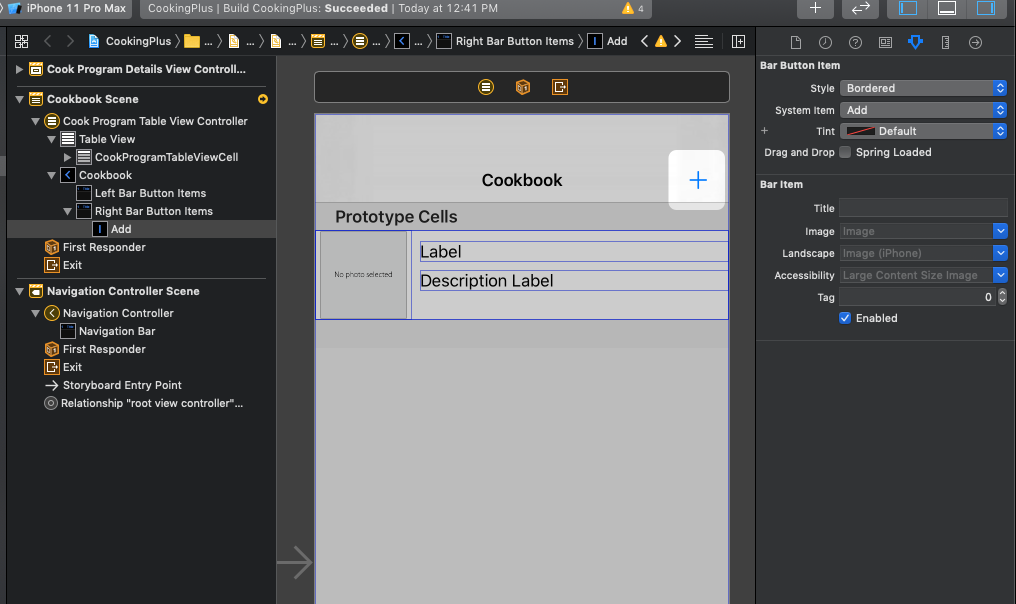 iPhone 11 Pro Max
CookingPlus | Build CookingPlus: Succeeded | Today at 12:41 PM
4
CookingPlus
...
...
...
...
...
...
Right Bar Button Items
Add
Cook Program Details View Controll...
Cookbook Scene
Cook Program Table View Controller
Table View
CookProgramTableViewCell
Cookbook
Left Bar Button Items
Right Bar Button Items
Add
First Responder
Exit
Navigation Controller Scene
Navigation Controller
Navigation Bar
First Responder
Exit
Storyboard Entry Point
Relationship "root view controller"...
Cookbook
Prototype Cells
No photo selected
Label
Description Label
Bar Button Item
Style Bordered
System Item Add
Tint Default
Drag and Drop Spring Loaded
Bar Item
Title
Image Image
Landscape Image (iPhone)
Accessibility Large Content Size Image
Tag 0
Enabled